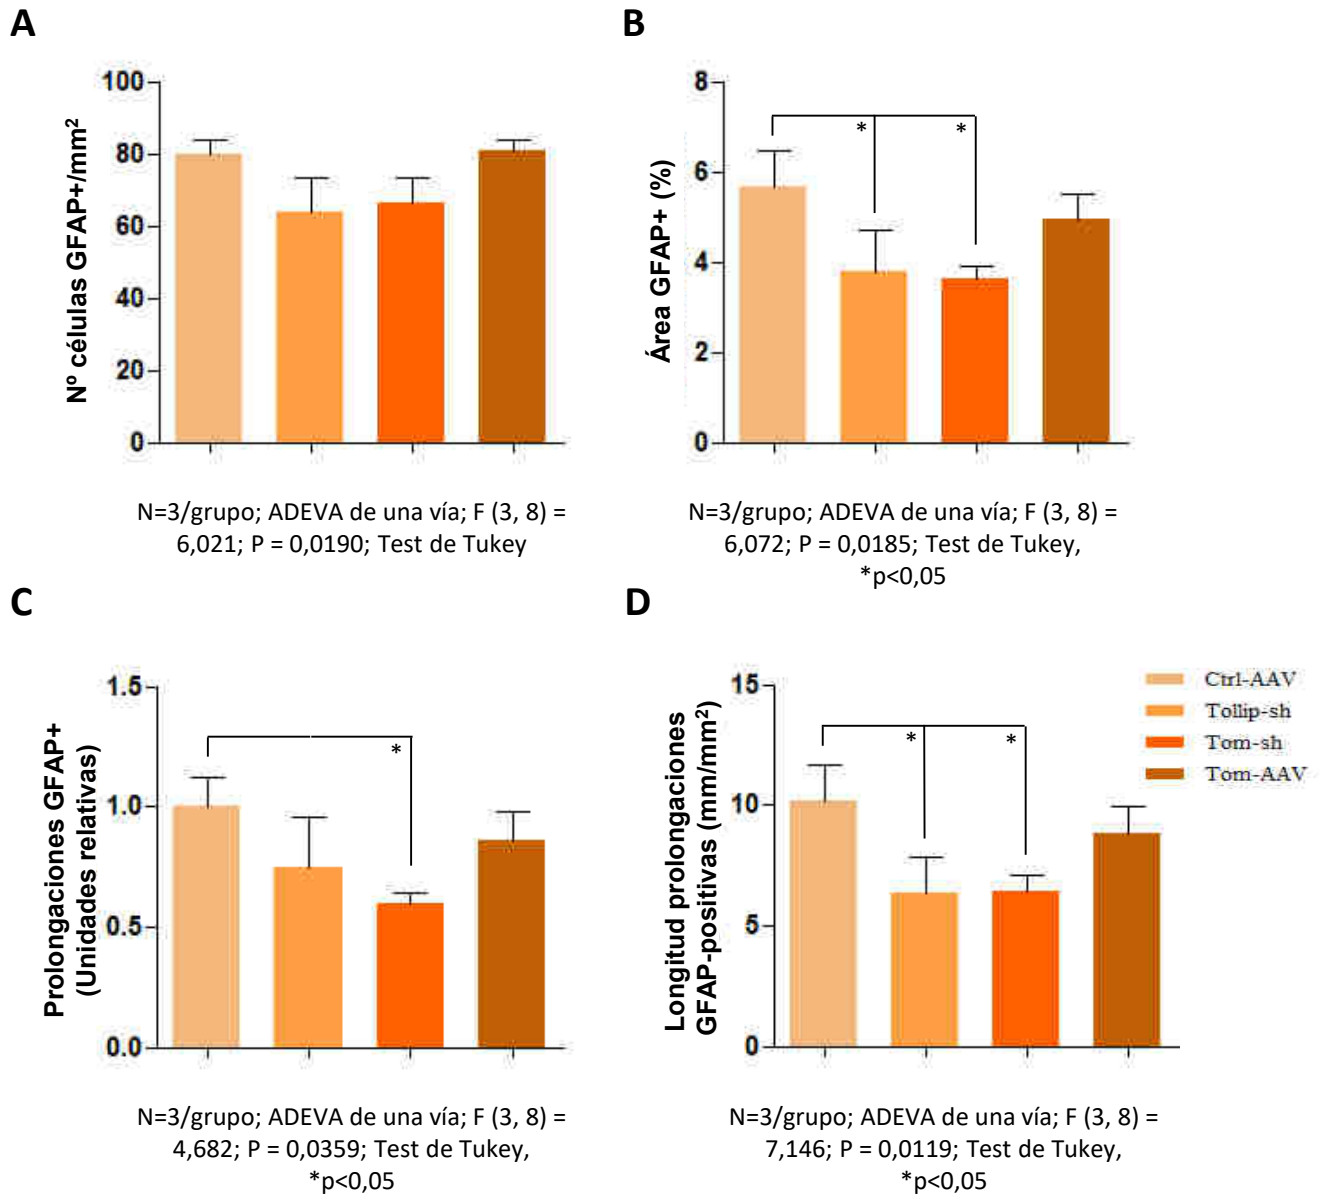 A
Nº células GFAP+/mm²
100
80
60
40
20
0
N=3/grupo; ADEVA de una vía; F (3, 8) =
6,021; P = 0,0190; Test de Tukey
B
Área GFAP+ (%)
8
6
4
2
0
*
*
N=3/grupo; ADEVA de una vía; F (3, 8) =
6,072; P = 0,0185; Test de Tukey,
*p<0,05
C
Prolongaciones GFAP+
(Unidades relativas)
1.5
1.0
0.5
0.0
*
N=3/grupo; ADEVA de una vía; F (3, 8) =
4,682; P = 0,0359; Test de Tukey,
*p<0,05
D
Longitud prolongaciones
GFAP-positivas (mm/mm²)
15
10
5
0
*
*
Ctrl-AAV
Tollip-sh
Tom-sh
Tom-AAV
N=3/grupo; ADEVA de una vía; F (3, 8) =
7,146; P = 0,0119; Test de Tukey,
*p<0,05